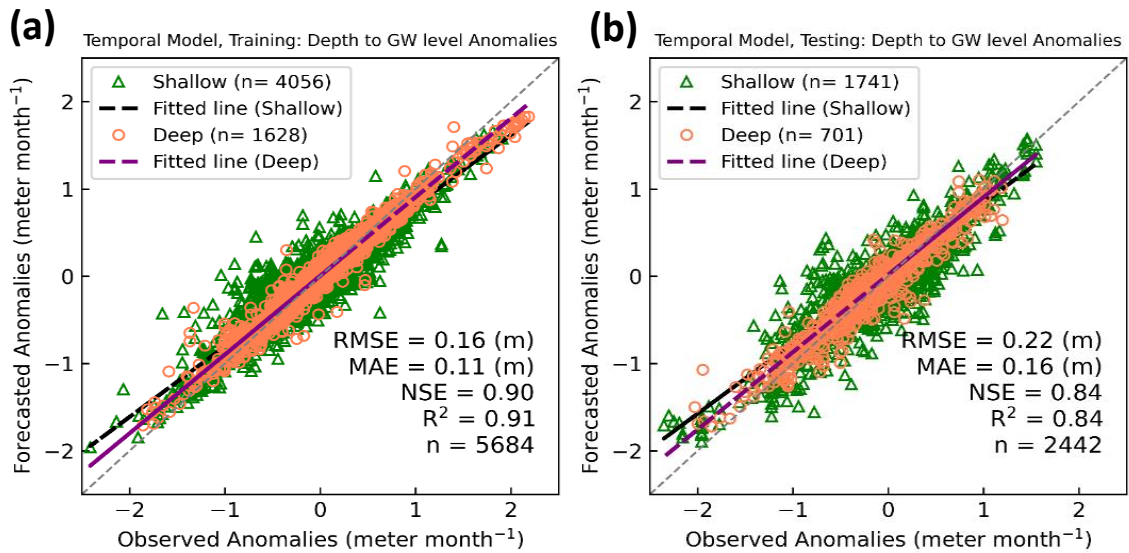 (a)
Temporal Model, Training: Depth to GW level Anomalies
Shallow (n= 4056)
Fitted line (Shallow)
Deep (n= 1628)
Fitted line (Deep)
RMSE = 0.16 (m)
MAE = 0.11 (m)
NSE = 0.90
R² = 0.91
n = 5684
2
1
0
−1
−2
−2 −1 0 1 2
Forecasted Anomalies (meter month⁻¹)
Observed Anomalies (meter month⁻¹)
(b)
Temporal Model, Testing: Depth to GW level Anomalies
Shallow (n= 1741)
Fitted line (Shallow)
Deep (n= 701)
Fitted line (Deep)
RMSE = 0.22 (m)
MAE = 0.16 (m)
NSE = 0.84
R² = 0.84
n = 2442
2
1
0
−1
−2
−2 −1 0 1 2
Forecasted Anomalies (meter month⁻¹)
Observed Anomalies (meter month⁻¹)